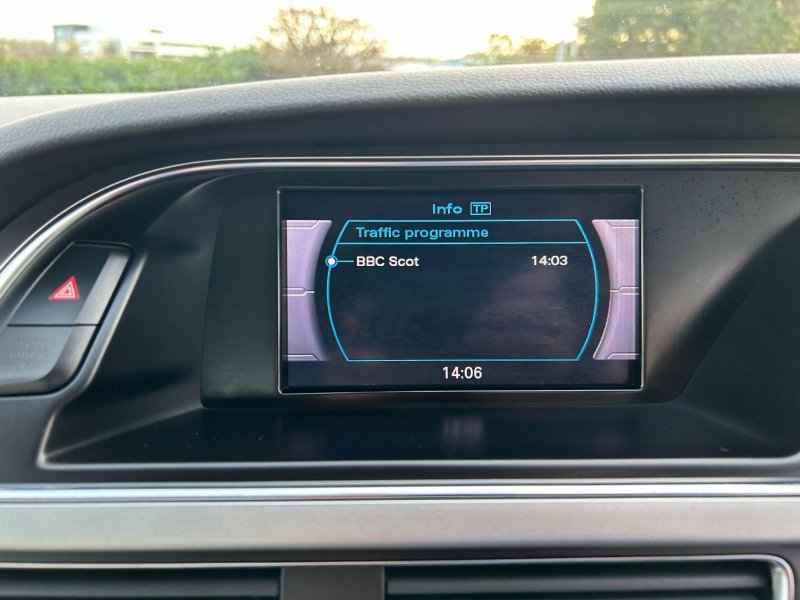 Info TP
Traffic programme
BBC Scot 14:03
14:06